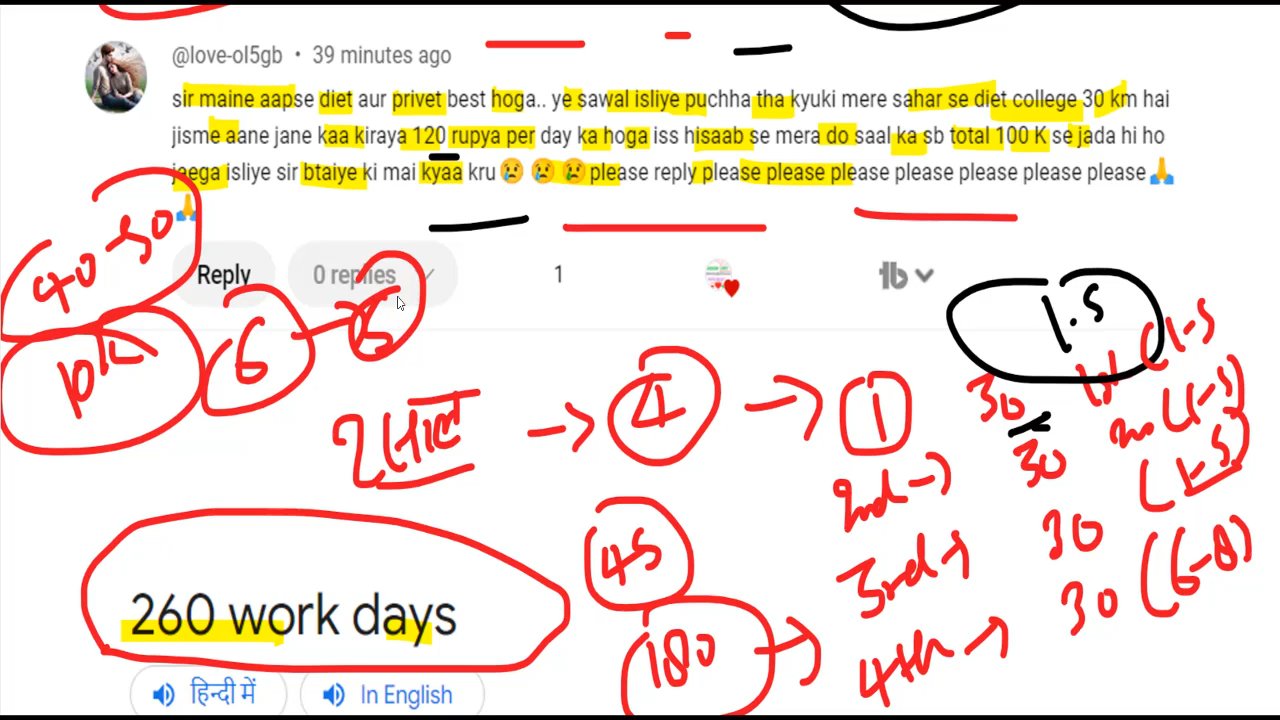 @love-ol5gb • 39 minutes ago
sir maine aapse diet aur privet best hoga.. ye sawal isliye puchha tha kyuki mere sahar se diet college 30 km hai
jisme aane jane kaa kiraya 120 rupya per day ka hoga iss hisaab se mera do saal ka sb total 100 K se jada hi ho
jaega isliye sir btaiye ki mai kyaa kru😢 😢 😢 please reply please please please please please please please🙏
🙏
Reply 0 replies 1
40-50
10K 6
1.5
2 साल → 4 → 1 30 1st (1-5
2nd → 30 (1-5)
3rd → 30 (1-5)
4th → 30 (6-8)
45
180 →
260 work days
हिन्दी में In English